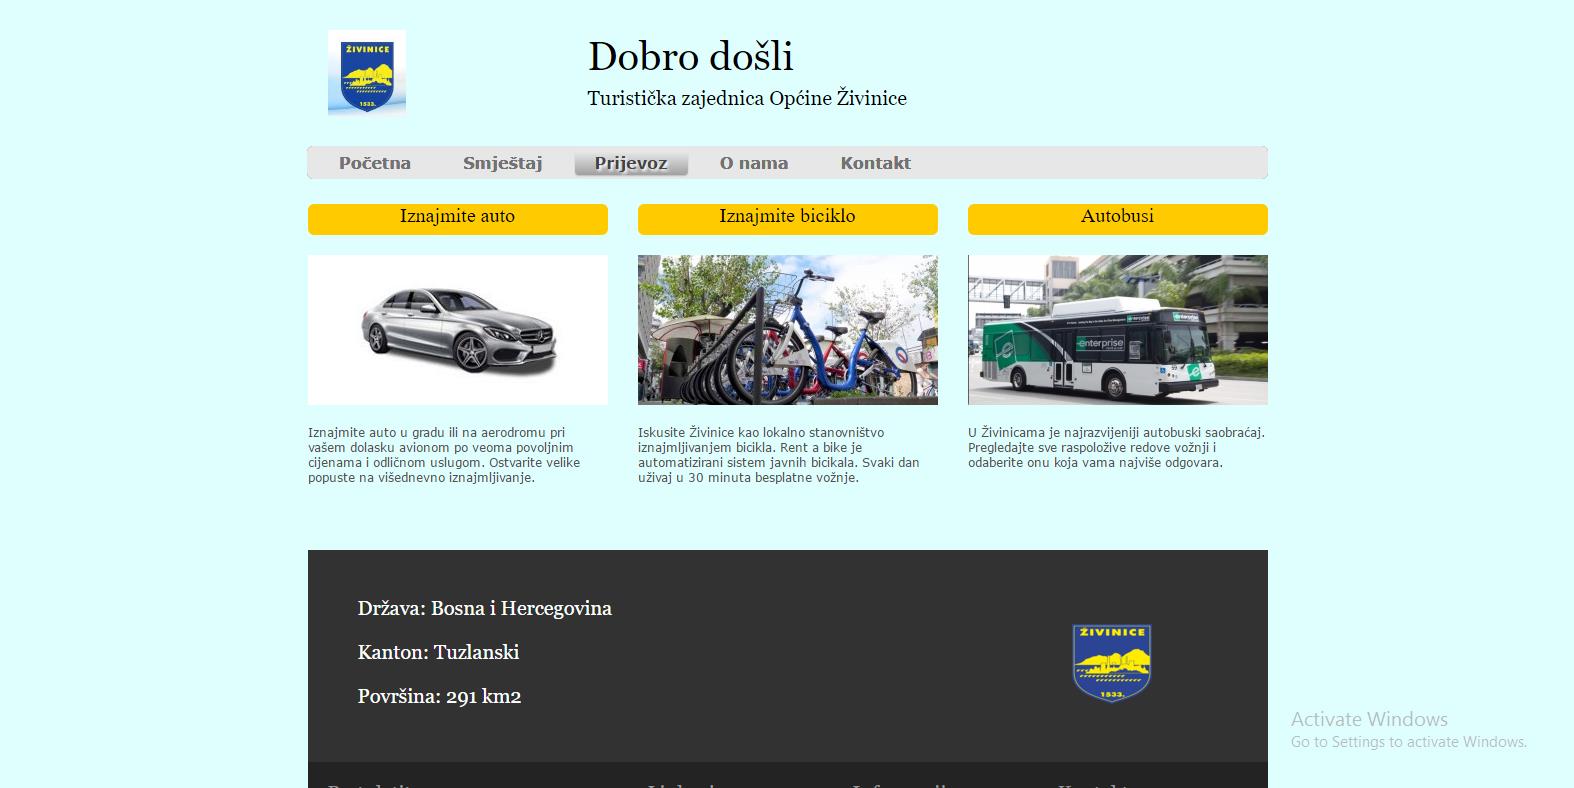 ŽIVINICE
1533.
Dobro došli
Turistička zajednica Općine Živinice
Početna Smještaj Prijevoz O nama Kontakt
Iznajmite auto
Iznajmite biciklo
Autobusi
enterprise
enterprise
Iznajmite auto u gradu ili na aerodromu pri
vašem dolasku avionom po veoma povoljnim
cijenama i odličnom uslugom. Ostvarite velike
popuste na višednevno iznajmljivanje.
Iskusite Živinice kao lokalno stanovništvo
iznajmljivanjem bicikla. Rent a bike je
automatizirani sistem javnih bicikala. Svaki dan
uživaj u 30 minuta besplatne vožnje.
U Živinicama je najrazvijeniji autobuski saobraćaj.
Pregledajte sve raspoložive redove vožnji i
odaberite onu koja vama najviše odgovara.
Država: Bosna i Hercegovina
Kanton: Tuzlanski
Površina: 291 km2
ŽIVINICE
1533.
Activate Windows
Go to Settings to activate Windows.